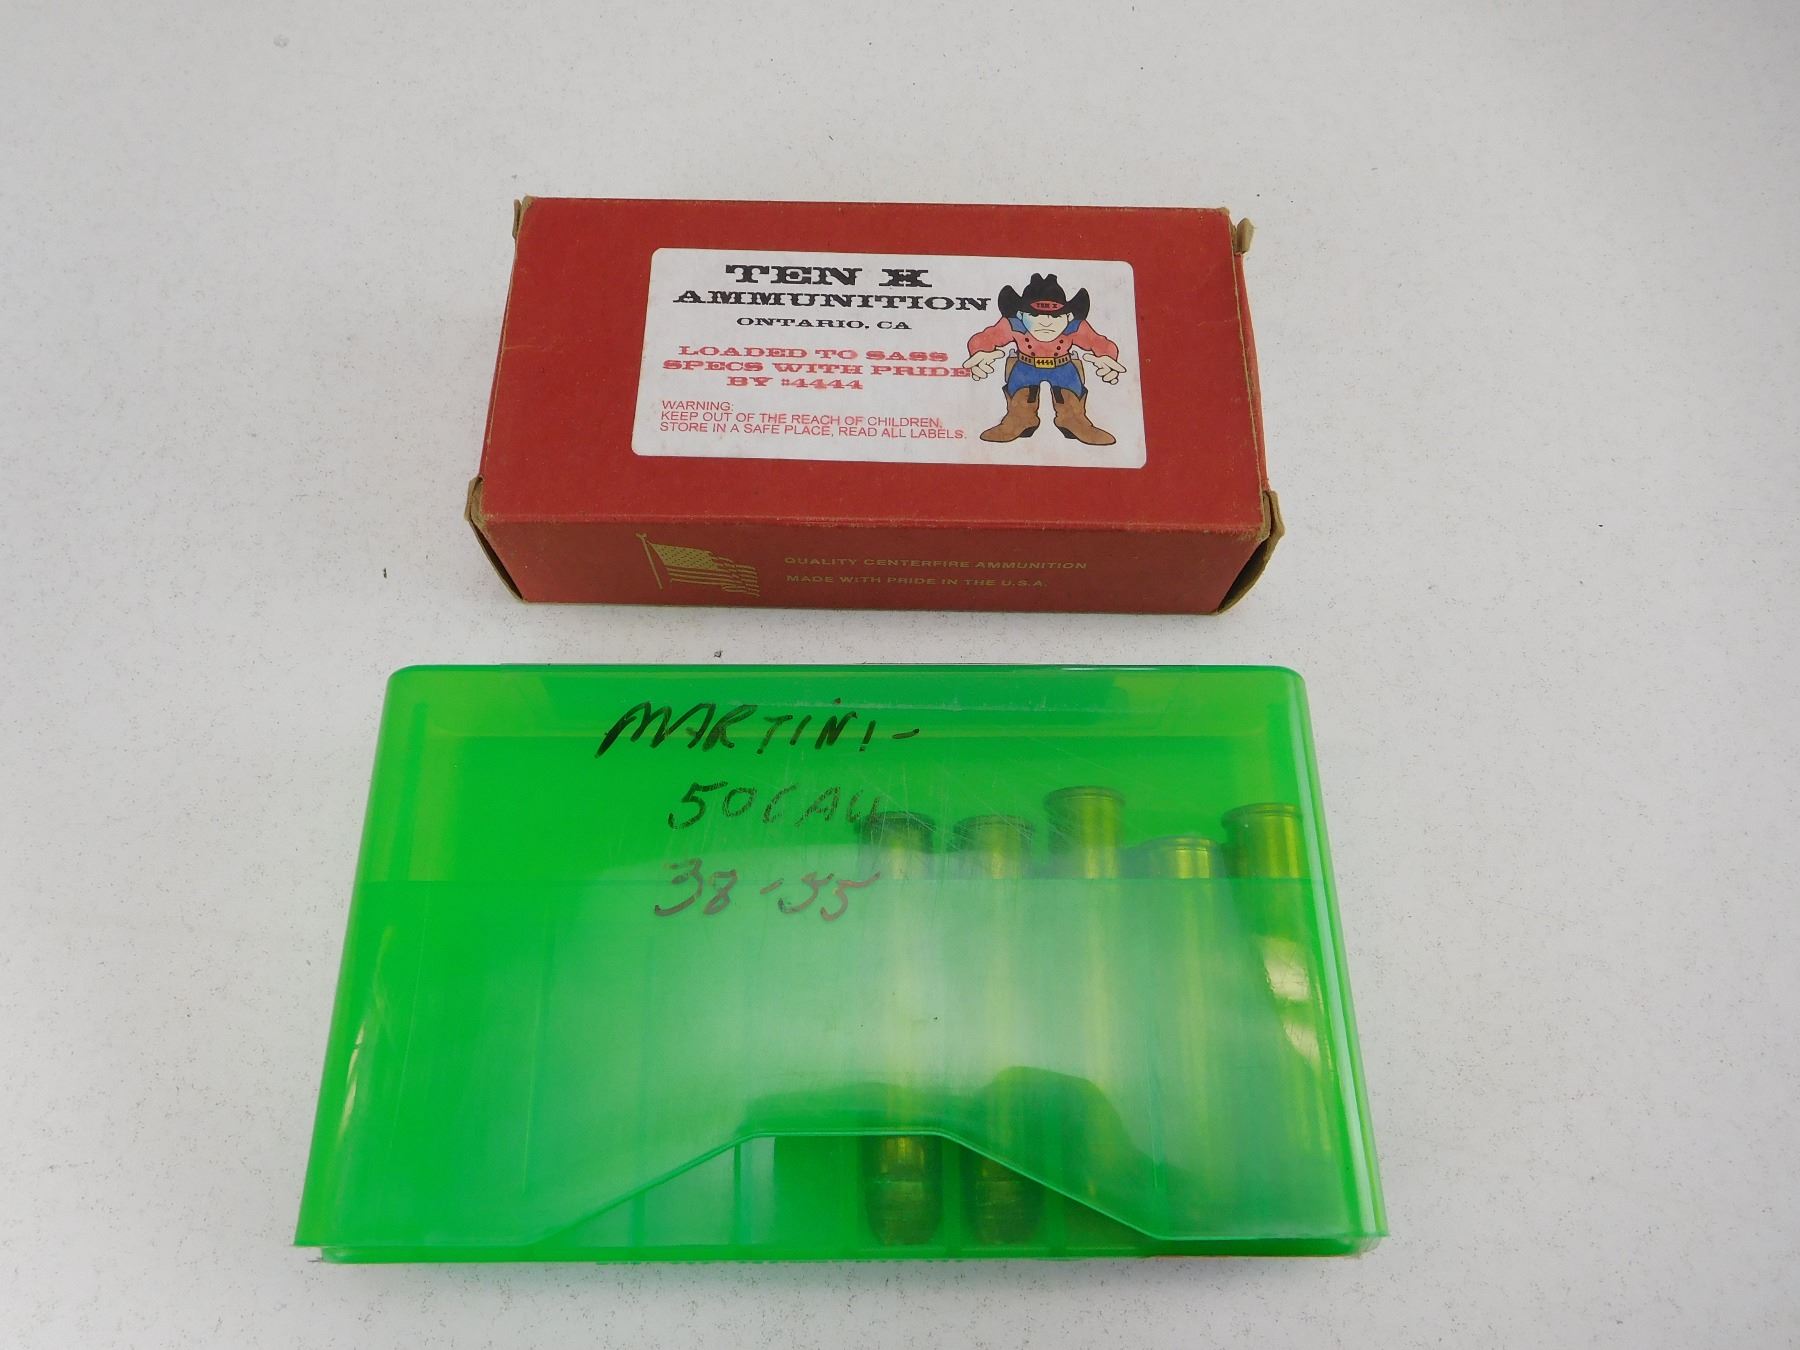 TEN X
AMMUNITION
ONTARIO, CA
LOADED TO SASS
SPECS WITH PRIDE
BY #4444
WARNING:
KEEP OUT OF THE REACH OF CHILDREN,
STORE IN A SAFE PLACE, READ ALL LABELS.
TEN X
4444
QUALITY CENTERFIRE AMMUNITION
MADE WITH PRIDE IN THE U.S.A.
MARTINI-
50 CAL
38-55